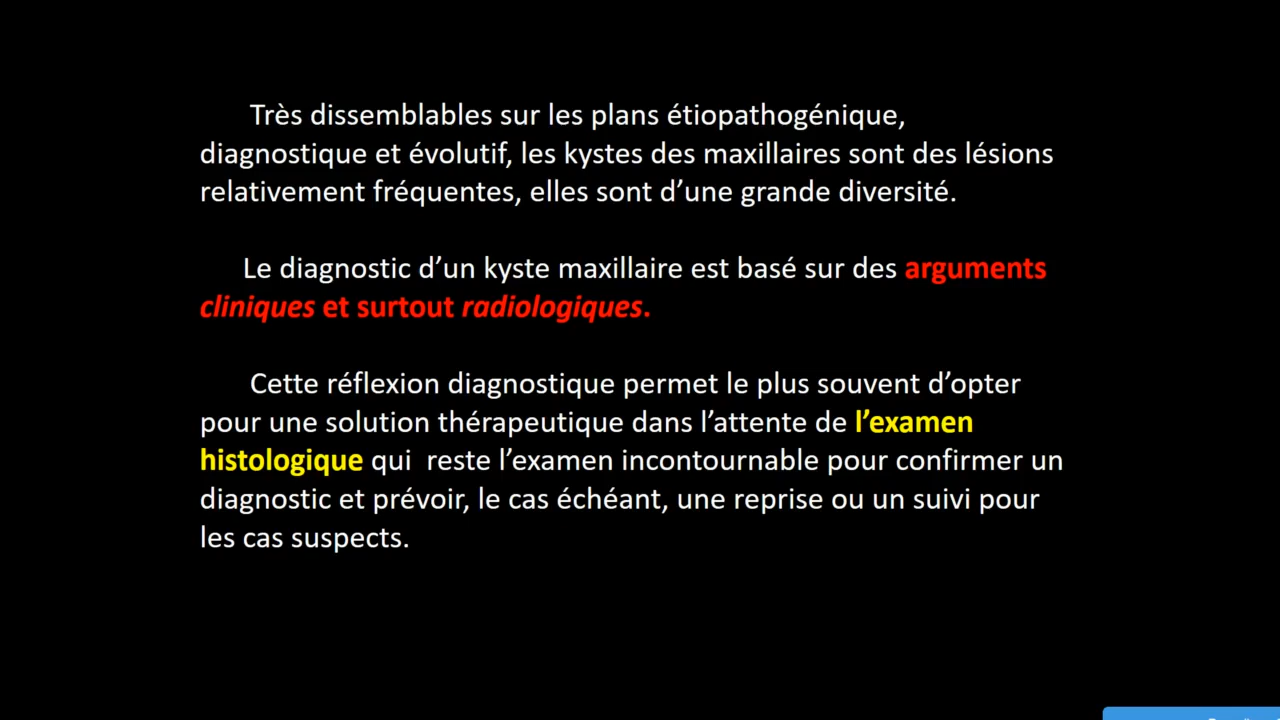 Très dissemblables sur les plans étiopathogénique,
diagnostique et évolutif, les kystes des maxillaires sont des lésions
relativement fréquentes, elles sont d’une grande diversité.
Le diagnostic d’un kyste maxillaire est basé sur des arguments
cliniques et surtout radiologiques.
Cette réflexion diagnostique permet le plus souvent d’opter
pour une solution thérapeutique dans l’attente de l’examen
histologique qui  reste l’examen incontournable pour confirmer un
diagnostic et prévoir, le cas échéant, une reprise ou un suivi pour
les cas suspects.